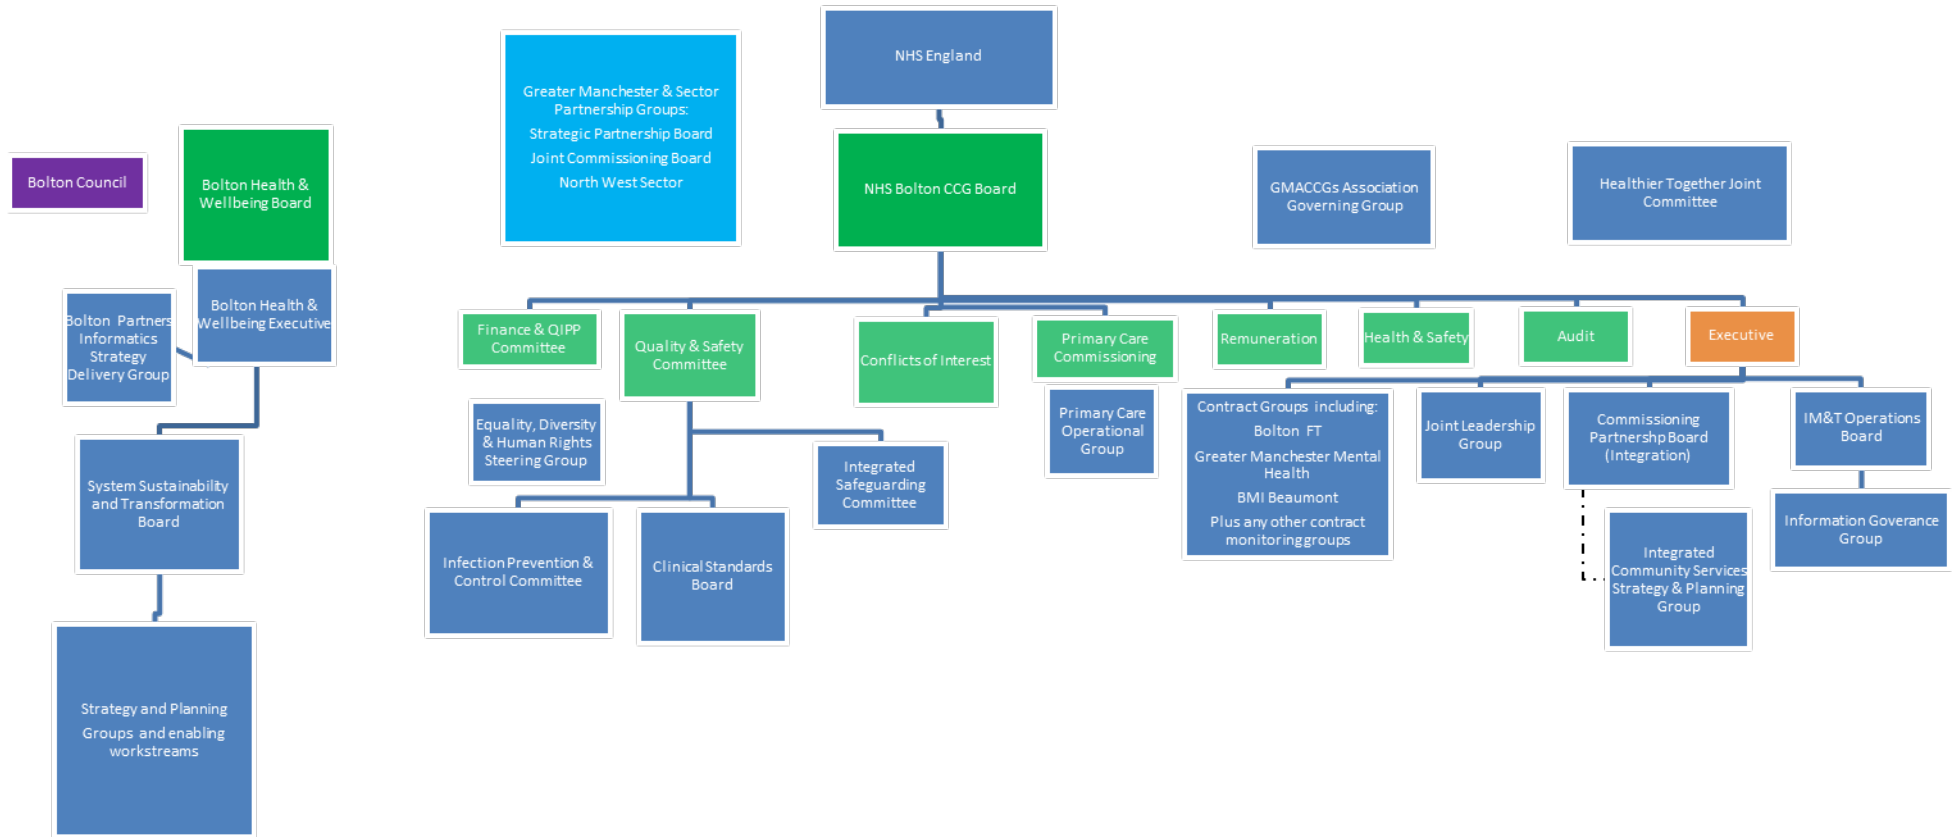 NHS England
Greater Manchester & Sector
Partnership Groups:
Strategic Partnership Board
Joint Commissioning Board
North West Sector
Bolton Council
Bolton Health &
Wellbeing Board
NHS Bolton CCG Board
GMACCGs Association
Governing Group
Healthier Together Joint
Committee
Bolton Health &
Wellbeing Executive
Bolton Partners
Informatics
Strategy
Delivery Group
Finance & QIPP
Committee
Quality & Safety
Committee
Conflicts of Interest
Primary Care
Commissioning
Remuneration
Health & Safety
Audit
Executive
Equality, Diversity
& Human Rights
Steering Group
Integrated
Safeguarding
Committee
Primary Care
Operational
Group
Contract Groups including:
Bolton FT
Greater Manchester Mental
Health
BMI Beaumont
Plus any other contract
monitoring groups
Joint Leadership
Group
Commissioning
Partnershp Board
(Integration)
IM&T Operations
Board
System Sustainability
and Transformation
Board
Infection Prevention &
Control Committee
Clinical Standards
Board
Integrated
Community Services
Strategy & Planning
Group
Information Goverance
Group
Strategy and Planning
Groups and enabling
workstreams